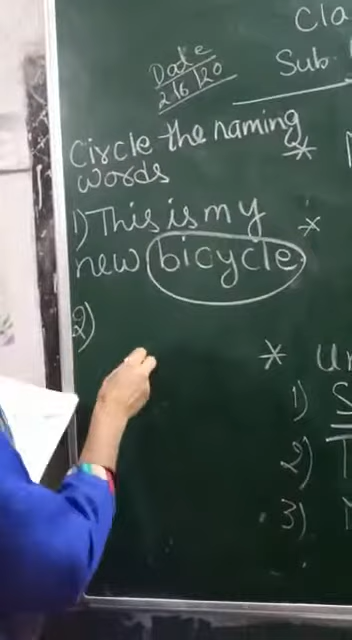 Cla
Sub.
Date
2/6/20
Circle the naming
words
1) This is my
new bicycle.
2)
*
*
* Un
1) S
2) T
3)